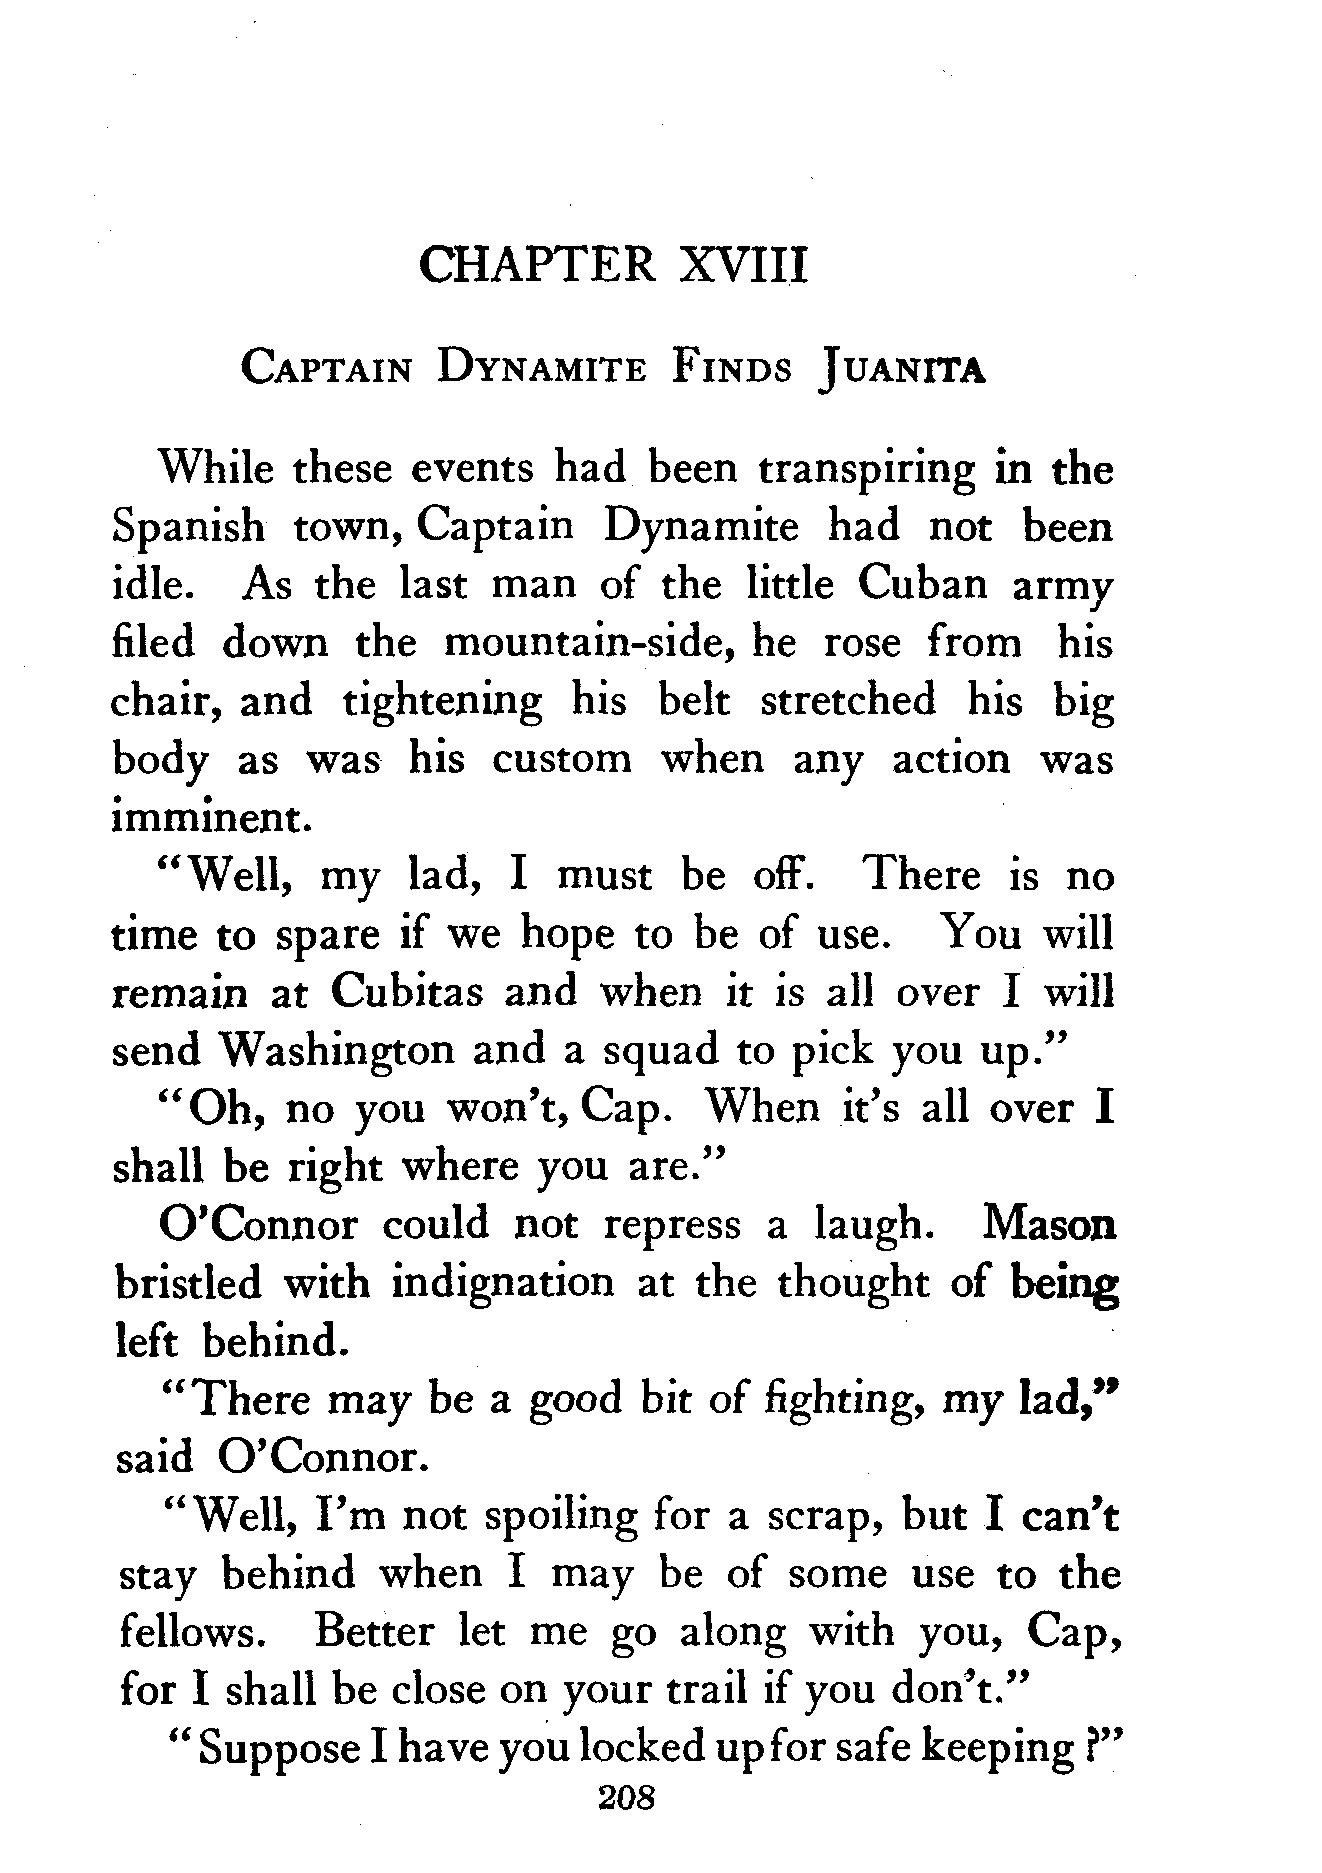 CHAPTER XVIII
CAPTAIN DYNAMITE FINDS JUANITA
While these events had been transpiring in the
Spanish town, Captain Dynamite had not been
idle. As the last man of the little Cuban army
filed down the mountain-side, he rose from his
chair, and tightening his belt stretched his big
body as was his custom when any action was
imminent.
“Well, my lad, I must be off. There is no
time to spare if we hope to be of use. You will
remain at Cubitas and when it is all over I will
send Washington and a squad to pick you up.”
“Oh, no you won’t, Cap. When it’s all over I
shall be right where you are.”
O’Connor could not repress a laugh. Mason
bristled with indignation at the thought of being
left behind.
“There may be a good bit of fighting, my lad,”
said O’Connor.
“Well, I’m not spoiling for a scrap, but I can’t
stay behind when I may be of some use to the
fellows. Better let me go along with you, Cap,
for I shall be close on your trail if you don’t.”
“Suppose I have you locked up for safe keeping?”
208